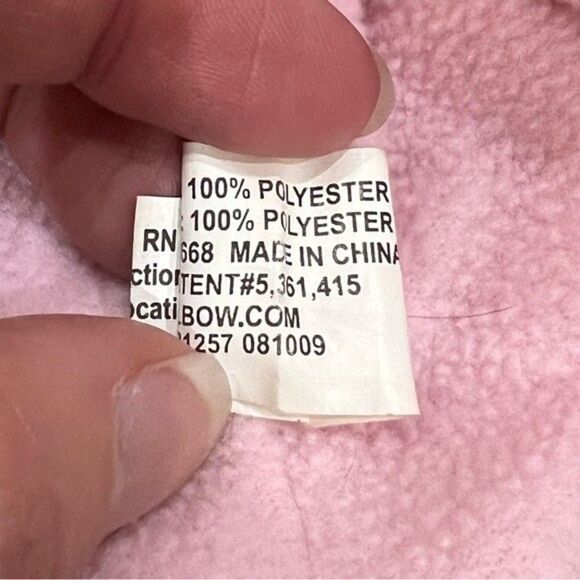 100% POLYESTER
: 100% POLYESTER
RN 668 MADE IN CHINA
ction TENT#5,361,415
ocati .BOW.COM
1257 081009